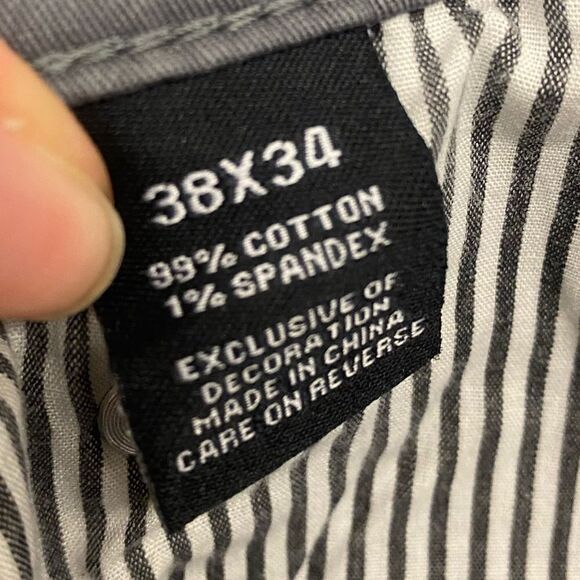 38X34
99% COTTON
1% SPANDEX
EXCLUSIVE OF
DECORATION
MADE IN CHINA
CARE ON REVERSE